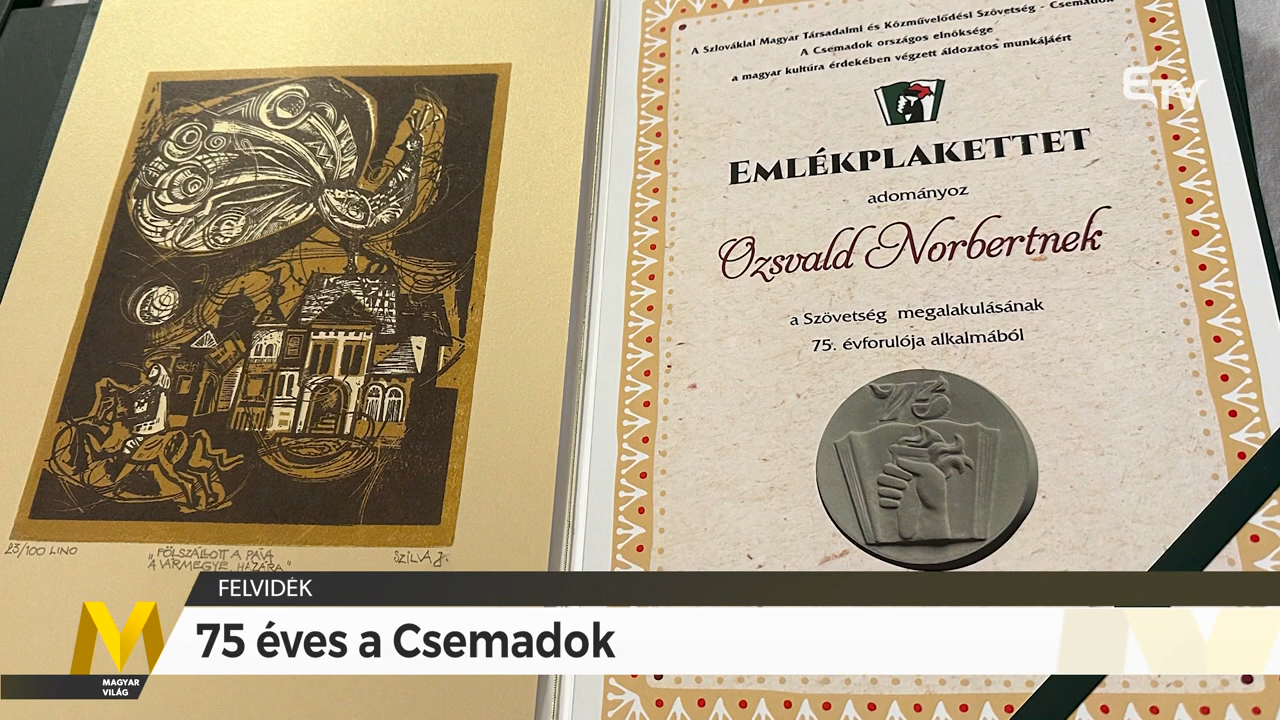 A Szlovákiai Magyar Társadalmi és Közművelődési Szövetség - Csemadok
A Csemadok országos elnöksége
a magyar kultúra érdekében végzett áldozatos munkájáért
ETV
EMLÉKPLAKETTET
adományoz
Ozsvald Norbertnek
a Szövetség megalakulásának
75. évforulója alkalmából
75
23/100 LINO
"FÖLSZÁLLOTT A PÁVA
A VÁRMEGYE HÁZÁRA"
SZILVA J.
FELVIDÉK
75 éves a Csemadok
M
MAGYAR
VILÁG